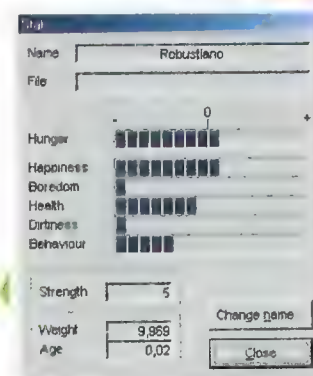 Stat
Name Robustiano
File
- 0 +
Hunger
Happiness
Boredom
Health
Dirtiness
Behaviour
Strength 5
Change name
Weight 9,969
Age 0,02
Close